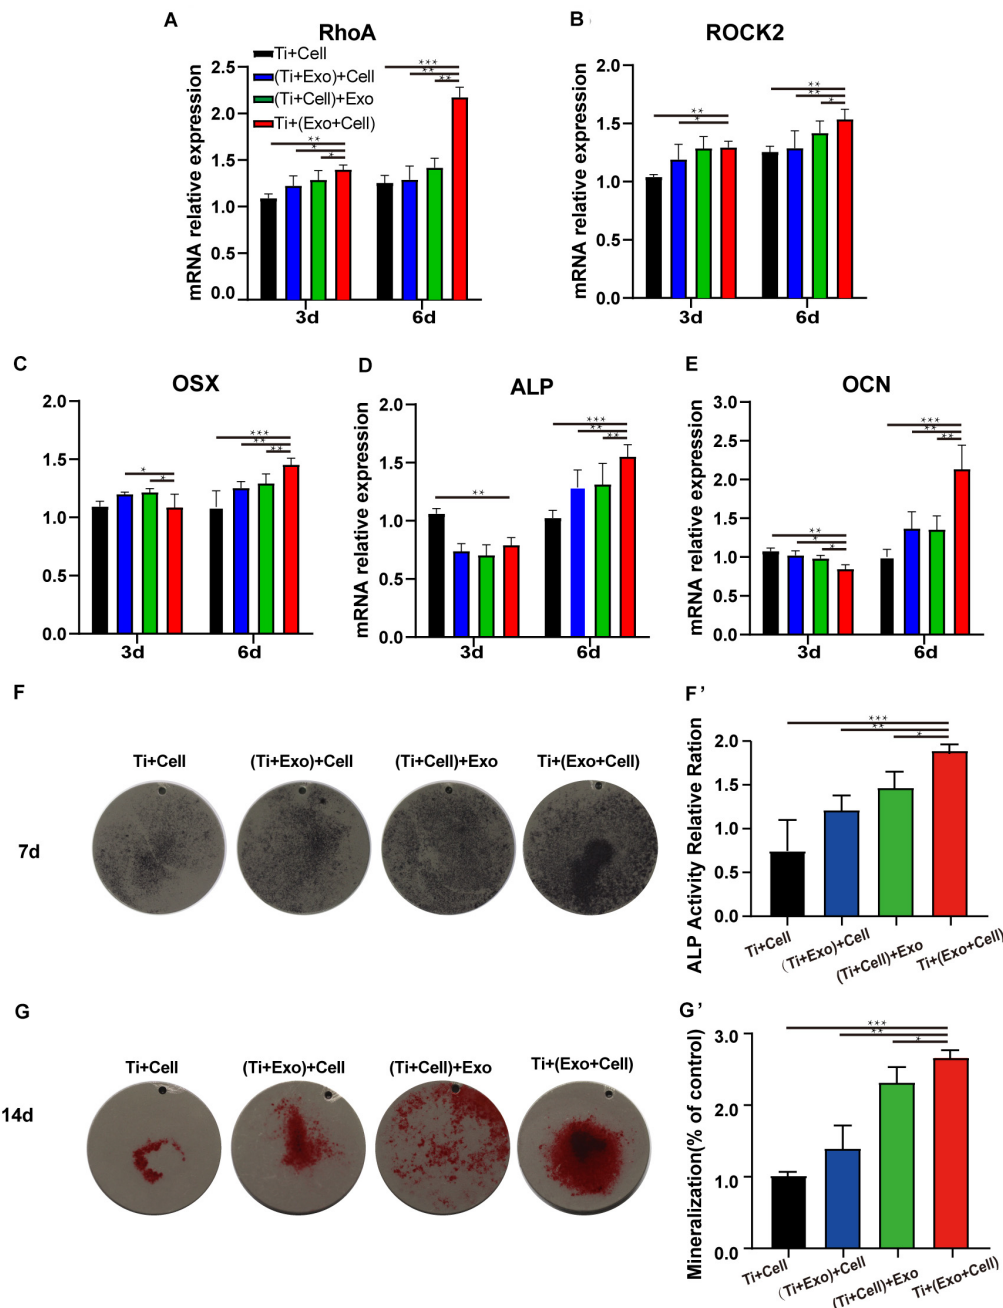 A
RhoA
Ti+Cell
(Ti+Exo)+Cell
(Ti+Cell)+Exo
Ti+(Exo+Cell)
mRNA relative expression
2.5
2.0
1.5
1.0
0.5
0.0
***
**
**
**
*
*
3d
6d
B
ROCK2
mRNA relative expression
2.0
1.5
1.0
0.5
0.0
**
*
**
**
*
3d
6d
C
OSX
2.0
1.5
1.0
0.5
0.0
*
*
***
**
**
3d
6d
D
ALP
mRNA relative expression
2.0
1.5
1.0
0.5
0.0
**
***
**
**
3d
6d
E
OCN
mRNA relative expression
3.0
2.5
2.0
1.5
1.0
0.5
0.0
**
*
*
***
**
**
3d
6d
F
7d
Ti+Cell
(Ti+Exo)+Cell
(Ti+Cell)+Exo
Ti+(Exo+Cell)
F'
ALP Activity Relative Ration
2.0
1.5
1.0
0.5
0.0
***
**
*
Ti+Cell
(Ti+Exo)+Cell
(Ti+Cell)+Exo
Ti+(Exo+Cell)
G
14d
Ti+Cell
(Ti+Exo)+Cell
(Ti+Cell)+Exo
Ti+(Exo+Cell)
G'
Mineralization(% of control)
3.0
2.0
1.0
0.0
***
**
*
Ti+Cell
(Ti+Exo)+Cell
(Ti+Cell)+Exo
Ti+(Exo+Cell)